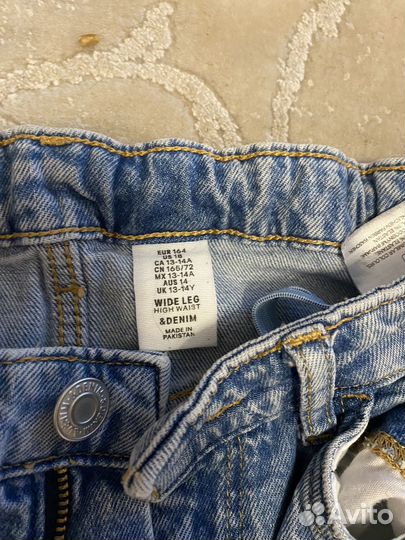 EUR 164
US 18
CA 13-14A
CN 165/72
MX 13-14A
AUS 14
UK 13-14Y
WIDE LEG
HIGH WAIST
&DENIM
MADE IN
PAKISTAN
Avito